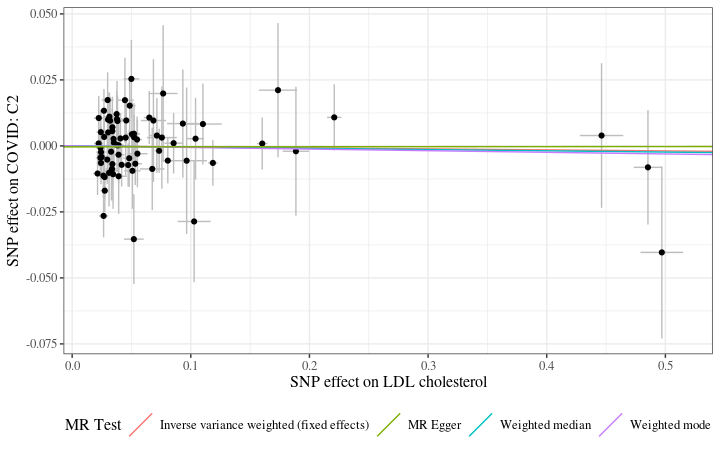 0.050
0.025
0.000
-0.025
-0.050
-0.075
SNP effect on COVID: C2
0.0 0.1 0.2 0.3 0.4 0.5
SNP effect on LDL cholesterol
MR Test Inverse variance weighted (fixed effects) MR Egger Weighted median Weighted mode